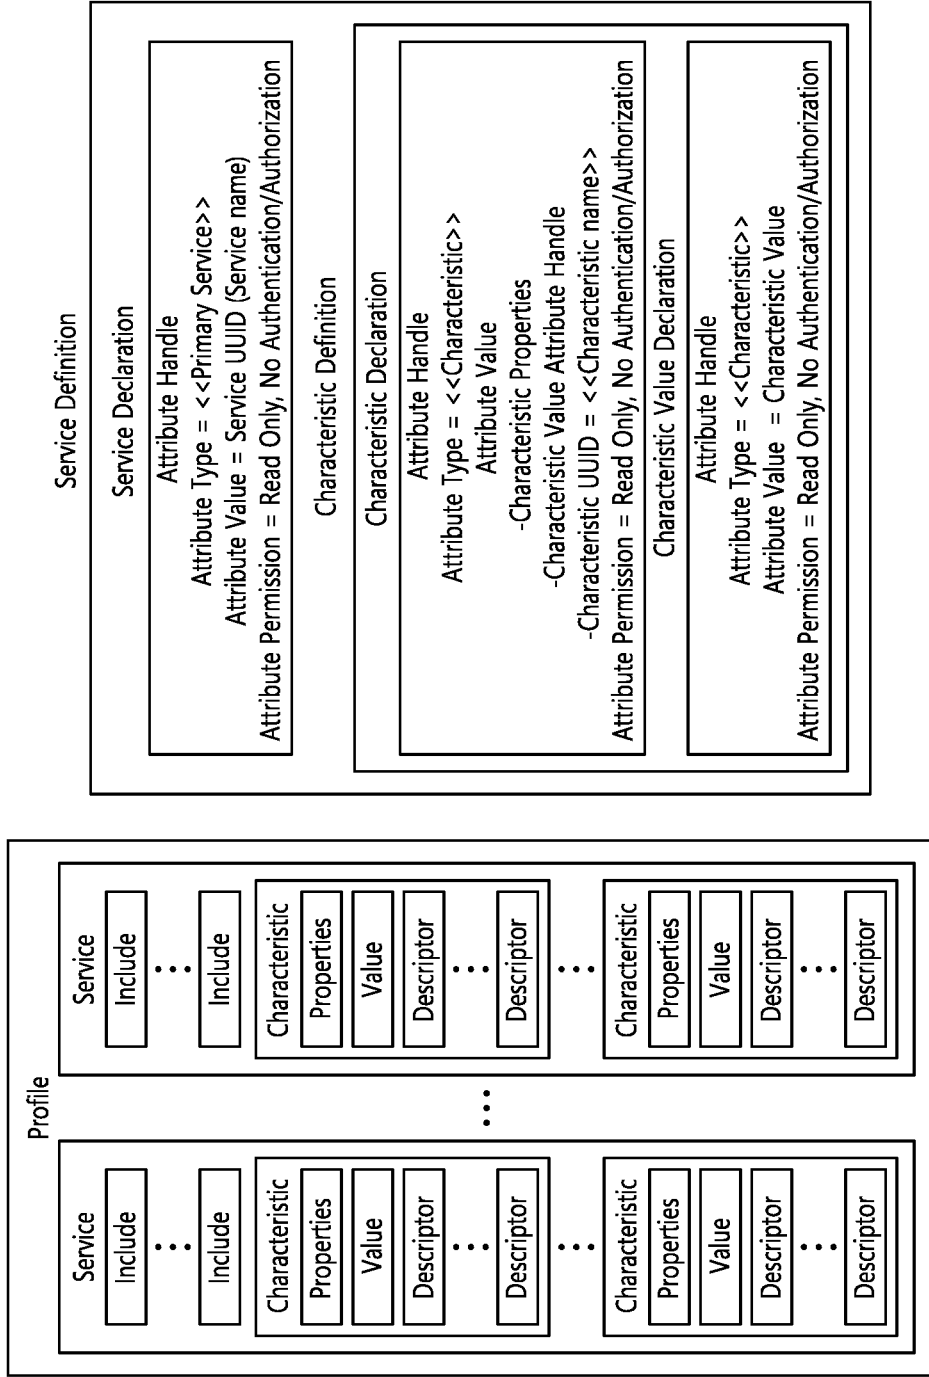 Profile
Service
Include
...
Include
Characteristic
Properties
Value
Descriptor
...
Descriptor
...
Characteristic
Properties
Value
Descriptor
...
Descriptor
...
Service
Include
...
Include
Characteristic
Properties
Value
Descriptor
...
Descriptor
...
Characteristic
Properties
Value
Descriptor
...
Descriptor
Service Definition
Service Declaration
Attribute Handle
Attribute Type = <<Primary Service>>
Attribute Value = Service UUID (Service name)
Attribute Permission = Read Only, No Authentication/Authorization
Characteristic Definition
Characteristic Declaration
Attribute Handle
Attribute Type = <<Characteristic>>
Attribute Value
-Characteristic Properties
-Characteristic Value Attribute Handle
-Characteristic UUID = <<Characteristic name>>
Attribute Permission = Read Only, No Authentication/Authorization
Characteristic Value Declaration
Attribute Handle
Attribute Type = <<Characteristic>>
Attribute Value = Characteristic Value
Attribute Permission = Read Only, No Authentication/Authorization